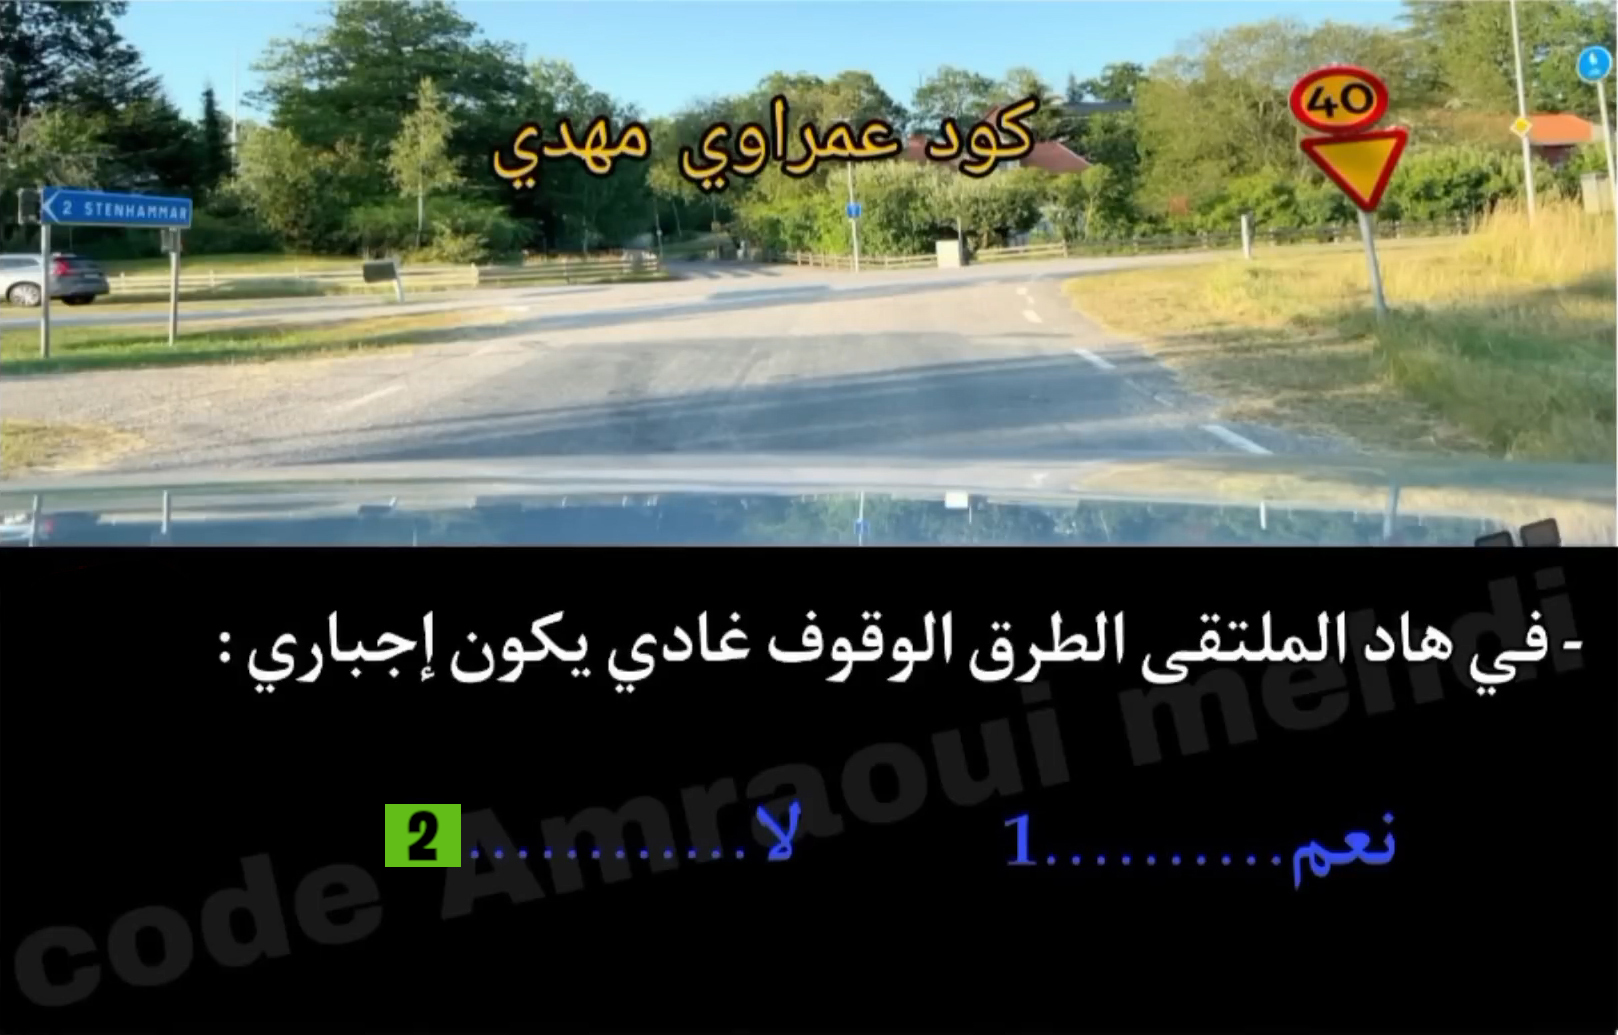 كود عمراوي مهدي
40
2 STENHAMMAR
- في هاد الملتقى الطرق الوقوف غادي يكون إجباري :
نعم..........1
لا............2
code Amraoui mehdi